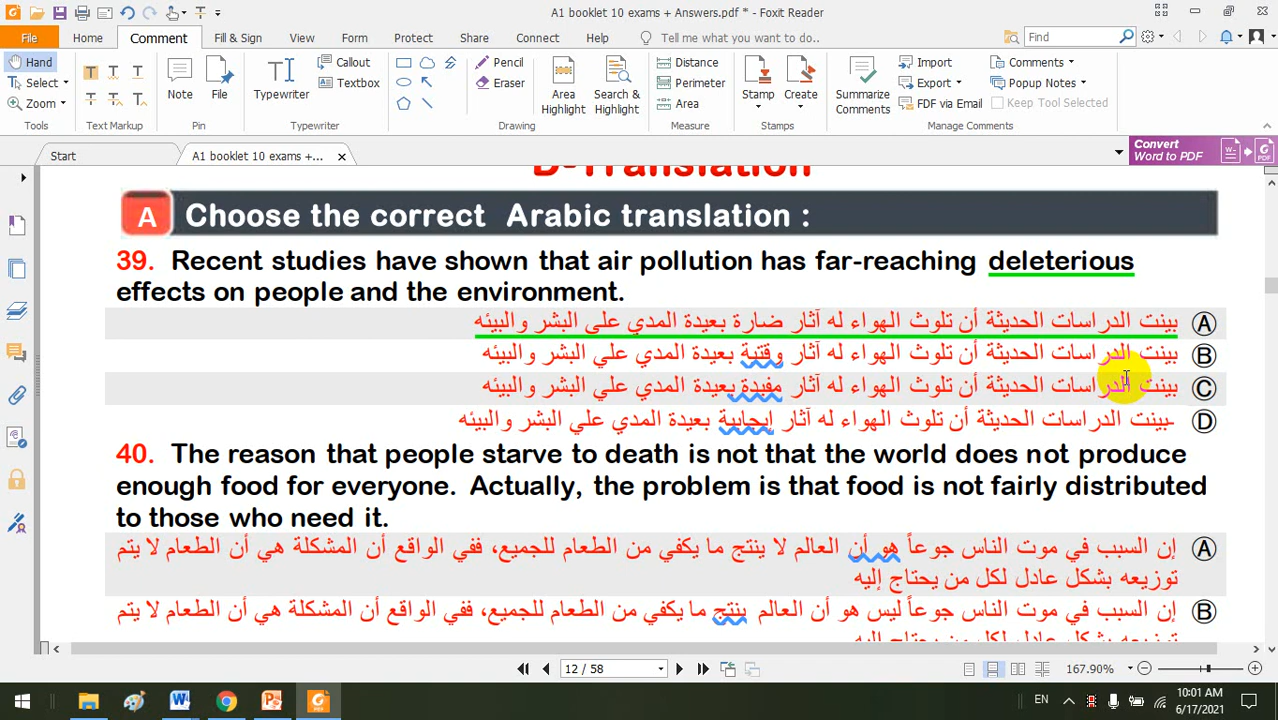 A1 booklet 10 exams + Answers.pdf * - Foxit Reader
File Home Comment Fill & Sign View Form Protect Share Connect Help Tell me what you want to do.. Find
Hand
Select
Zoom
Tools
T T T
Text Markup
Note
File
Pin
Typewriter
Callout
Textbox
Typewriter
Pencil
Eraser
Area Highlight
Search & Highlight
Drawing
Distance
Perimeter
Area
Measure
Stamp
Create
Stamps
Summarize Comments
Import
Export
FDF via Email
Comments
Popup Notes
Keep Tool Selected
Manage Comments
Start
A1 booklet 10 exams +...
Convert
Word to PDF
D-Translation
A Choose the correct Arabic translation :
39. Recent studies have shown that air pollution has far-reaching deleterious
effects on people and the environment.
Ⓐ بينت الدراسات الحديثة أن تلوث الهواء له آثار ضارة بعيدة المدي علي البشر والبيئه
Ⓑ بينت الدراسات الحديثة أن تلوث الهواء له آثار وقتية بعيدة المدي علي البشر والبيئه
Ⓒ بينت الدراسات الحديثة أن تلوث الهواء له آثار مفيدة بعيدة المدي علي البشر والبيئه
Ⓓ -بينت الدراسات الحديثة أن تلوث الهواء له آثار إيجابية بعيدة المدي علي البشر والبيئه
40. The reason that people starve to death is not that the world does not produce
enough food for everyone. Actually, the problem is that food is not fairly distributed
to those who need it.
Ⓐ إن السبب في موت الناس جوعاً هو أن العالم لا ينتج ما يكفي من الطعام للجميع، ففي الواقع أن المشكلة هي أن الطعام لا يتم
توزيعه بشكل عادل لكل من يحتاج إليه
Ⓑ إن السبب في موت الناس جوعاً ليس هو أن العالم ينتج ما يكفي من الطعام للجميع، ففي الواقع أن المشكلة هي أن الطعام لا يتم
12 / 58
167.90%
EN
10:01 AM
6/17/2021